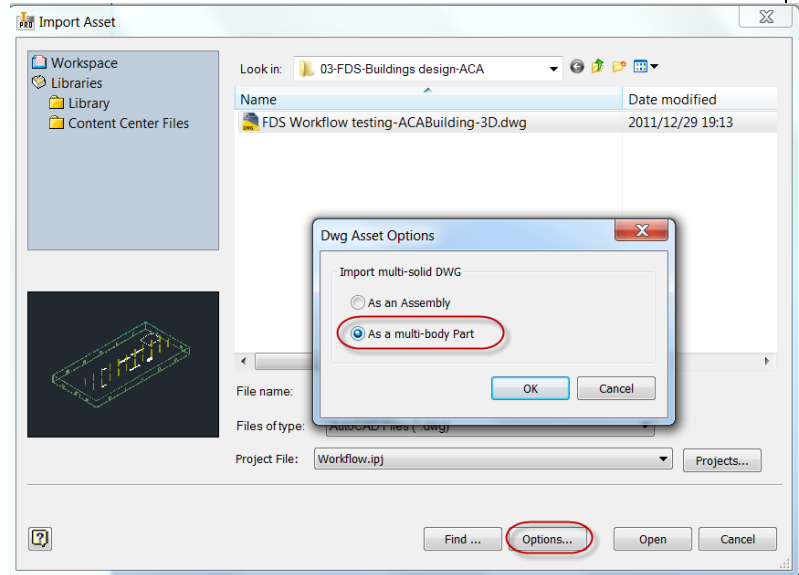 PRO
Import Asset
Workspace
Libraries
Library
Content Center Files
Look in: 03-FDS-Buildings design-ACA
Name Date modified
DWG FDS Workflow testing-ACABuilding-3D.dwg 2011/12/29 19:13
Dwg Asset Options
Import multi-solid DWG
As an Assembly
As a multi-body Part
OK Cancel
File name:
Files of type: AutoCAD Files (*.dwg)
Project File: Workflow.ipj Projects...
? Find ... Options... Open Cancel